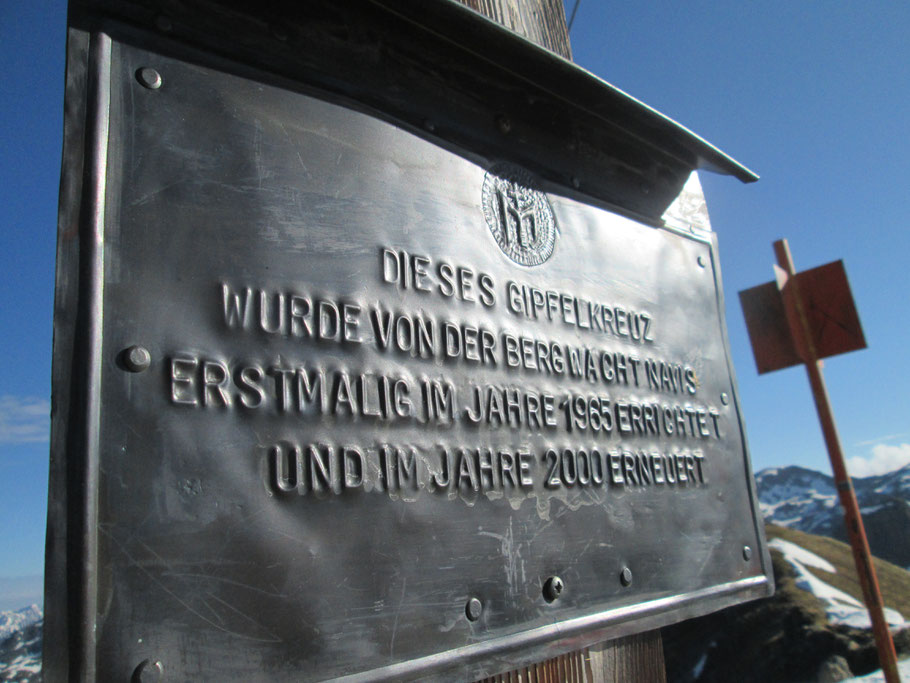 DIESES GIPFELKREUZ
WURDE VON DER BERGWACHT NAVIS
ERSTMALIG IM JAHRE 1965 ERRICHTET
UND IM JAHRE 2000 ERNEUERT